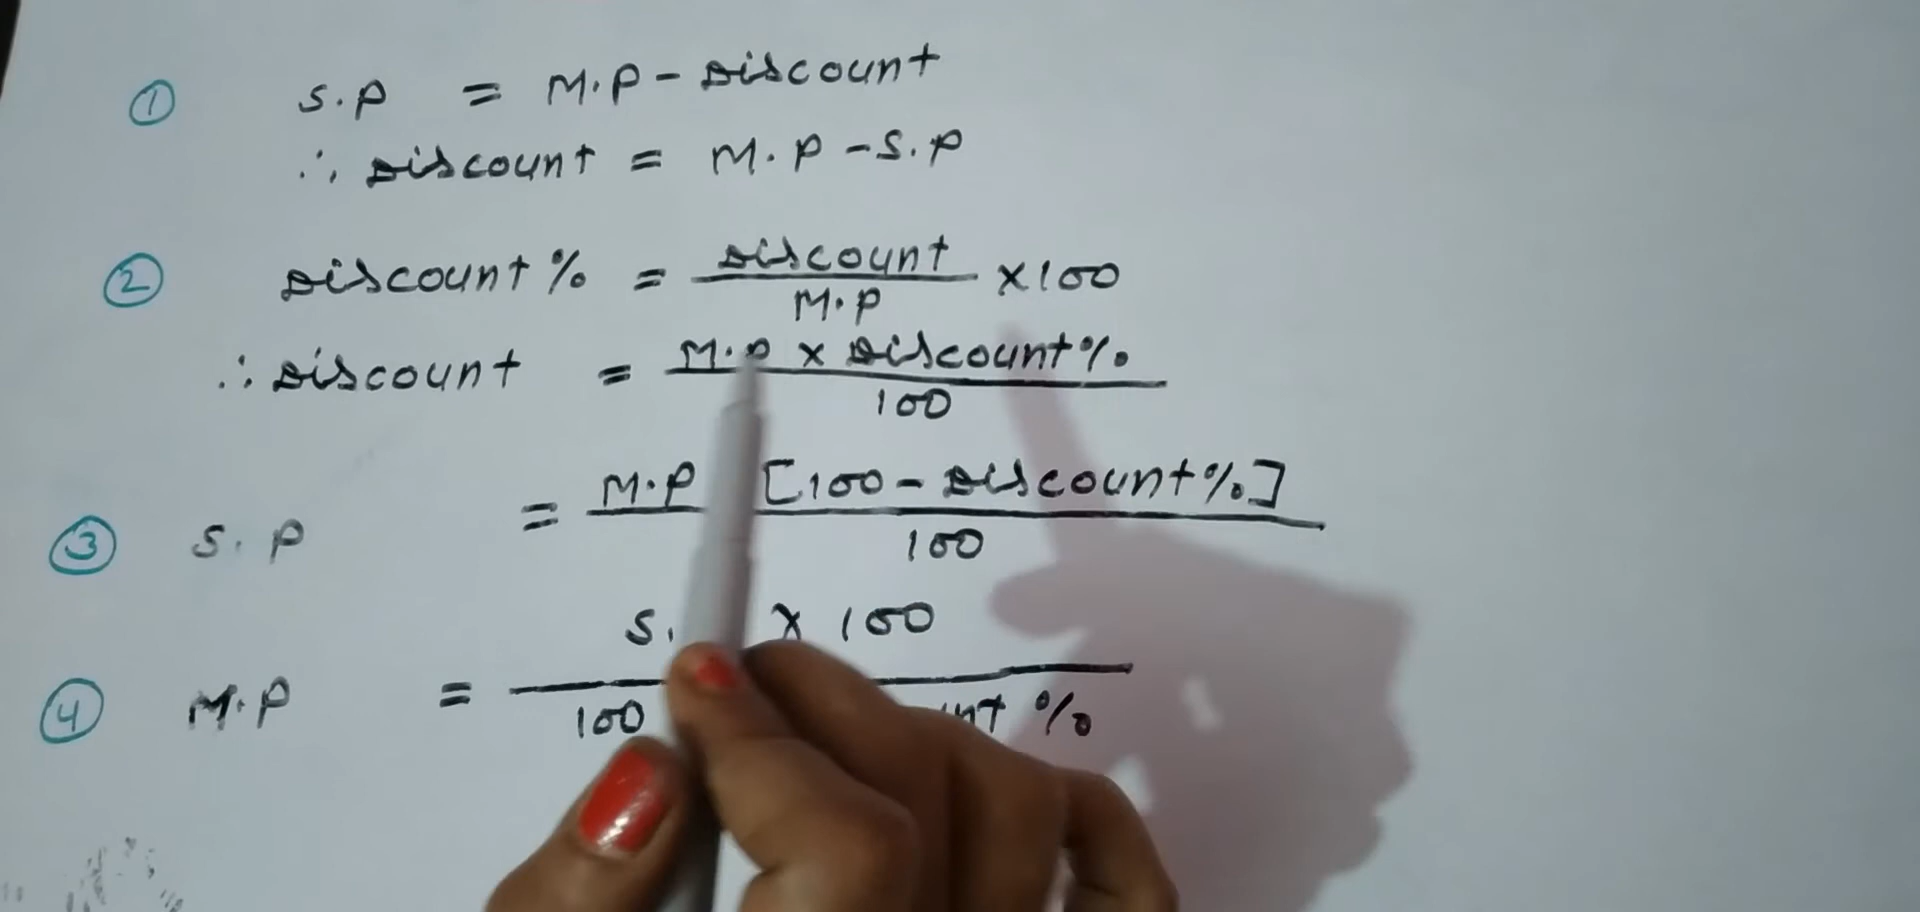 ① S.P = M.P - Discount
∴ Discount = M.P - S.P
② Discount % = Discount / M.P × 100
∴ Discount = M.P × Discount % / 100
③ S.P = M.P [100 - Discount %] / 100
④ M.P = S. × 100 / 100 %